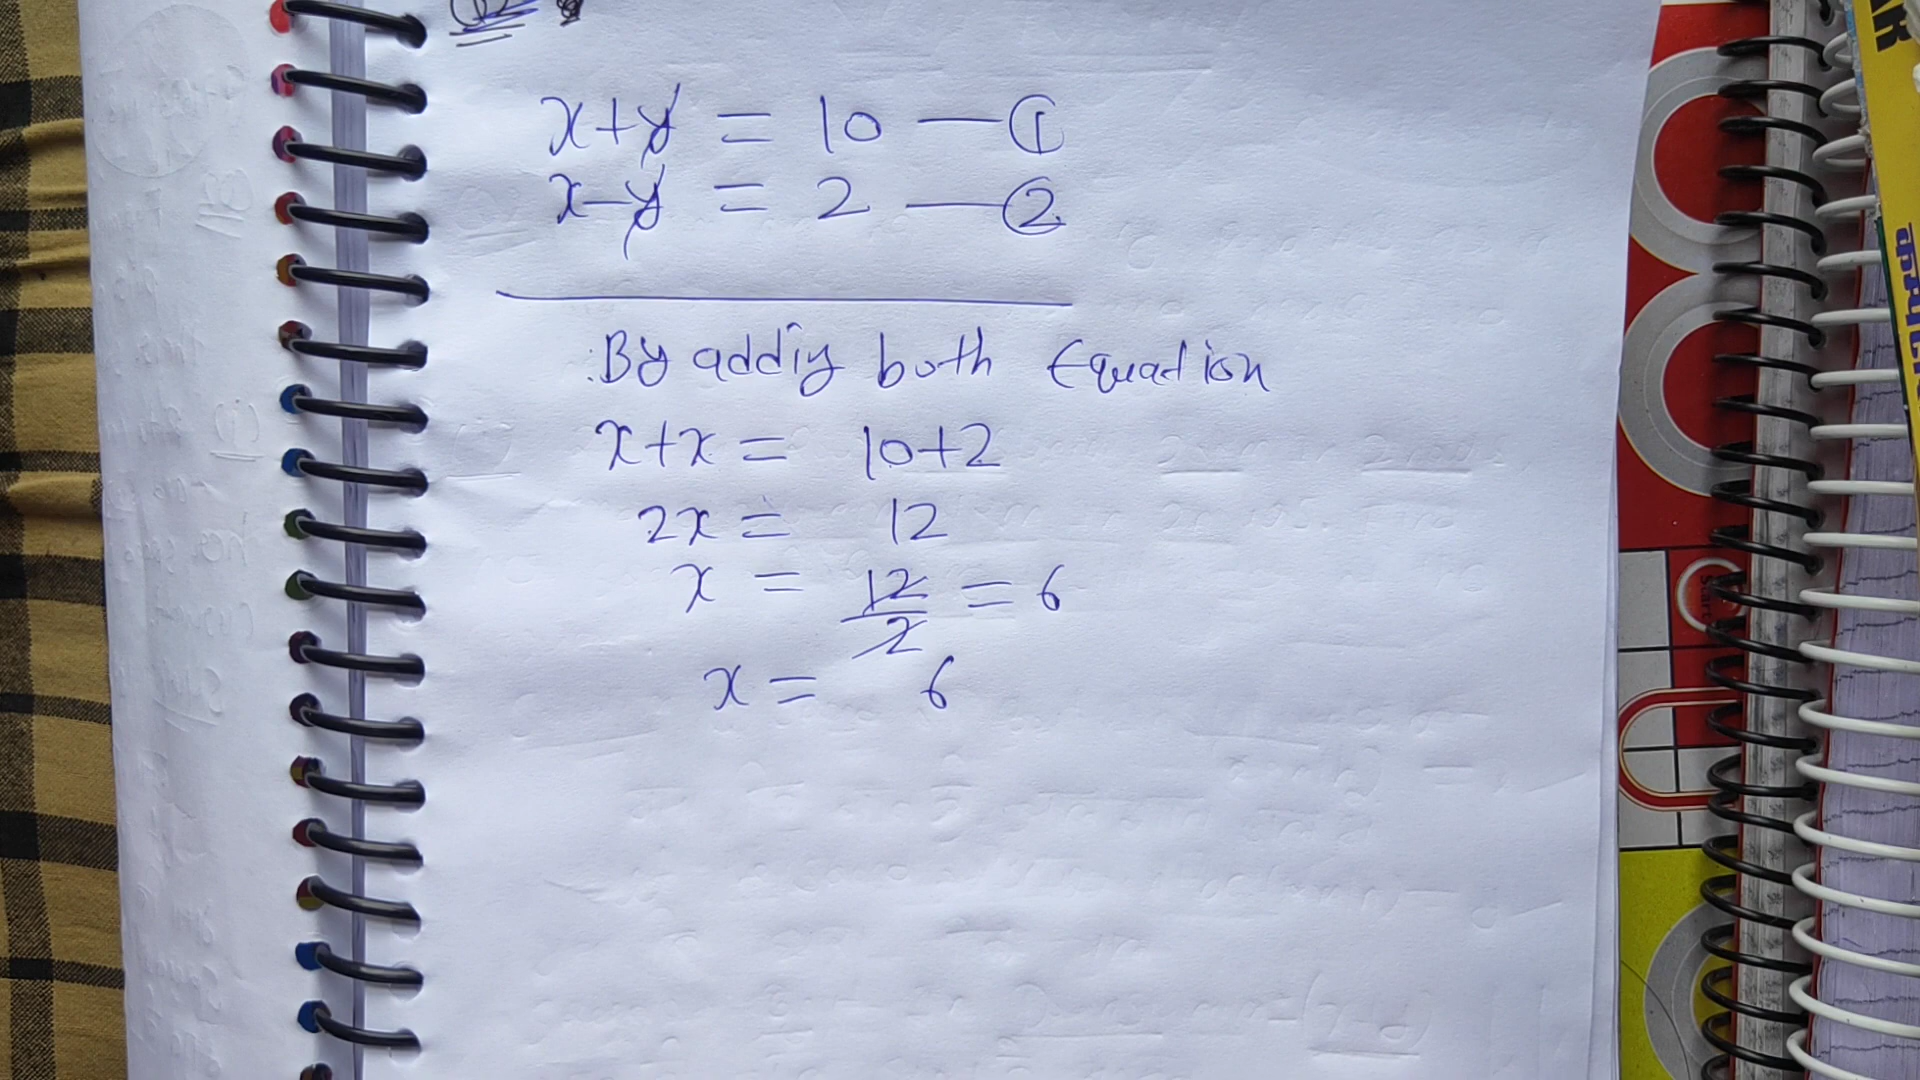 x+y = 10 — ①
x-y = 2 — ②
By addiy both Equation
x+x = 10+2
2x = 12
x = 12/2 = 6
x = 6